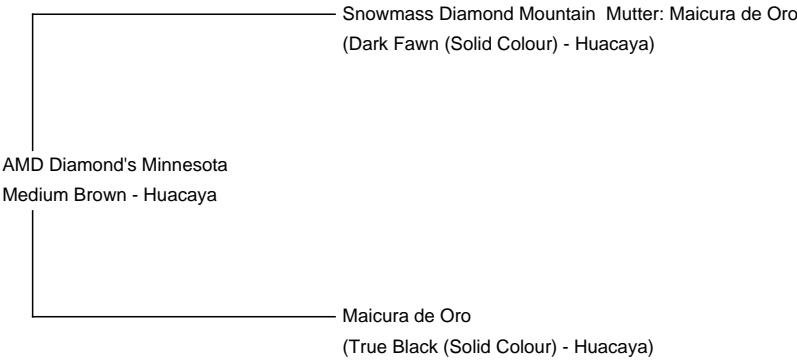 Snowmass Diamond Mountain  Mutter: Maicura de Oro
(Dark Fawn (Solid Colour) - Huacaya)
AMD Diamond's Minnesota
Medium Brown - Huacaya
Maicura de Oro
(True Black (Solid Colour) - Huacaya)